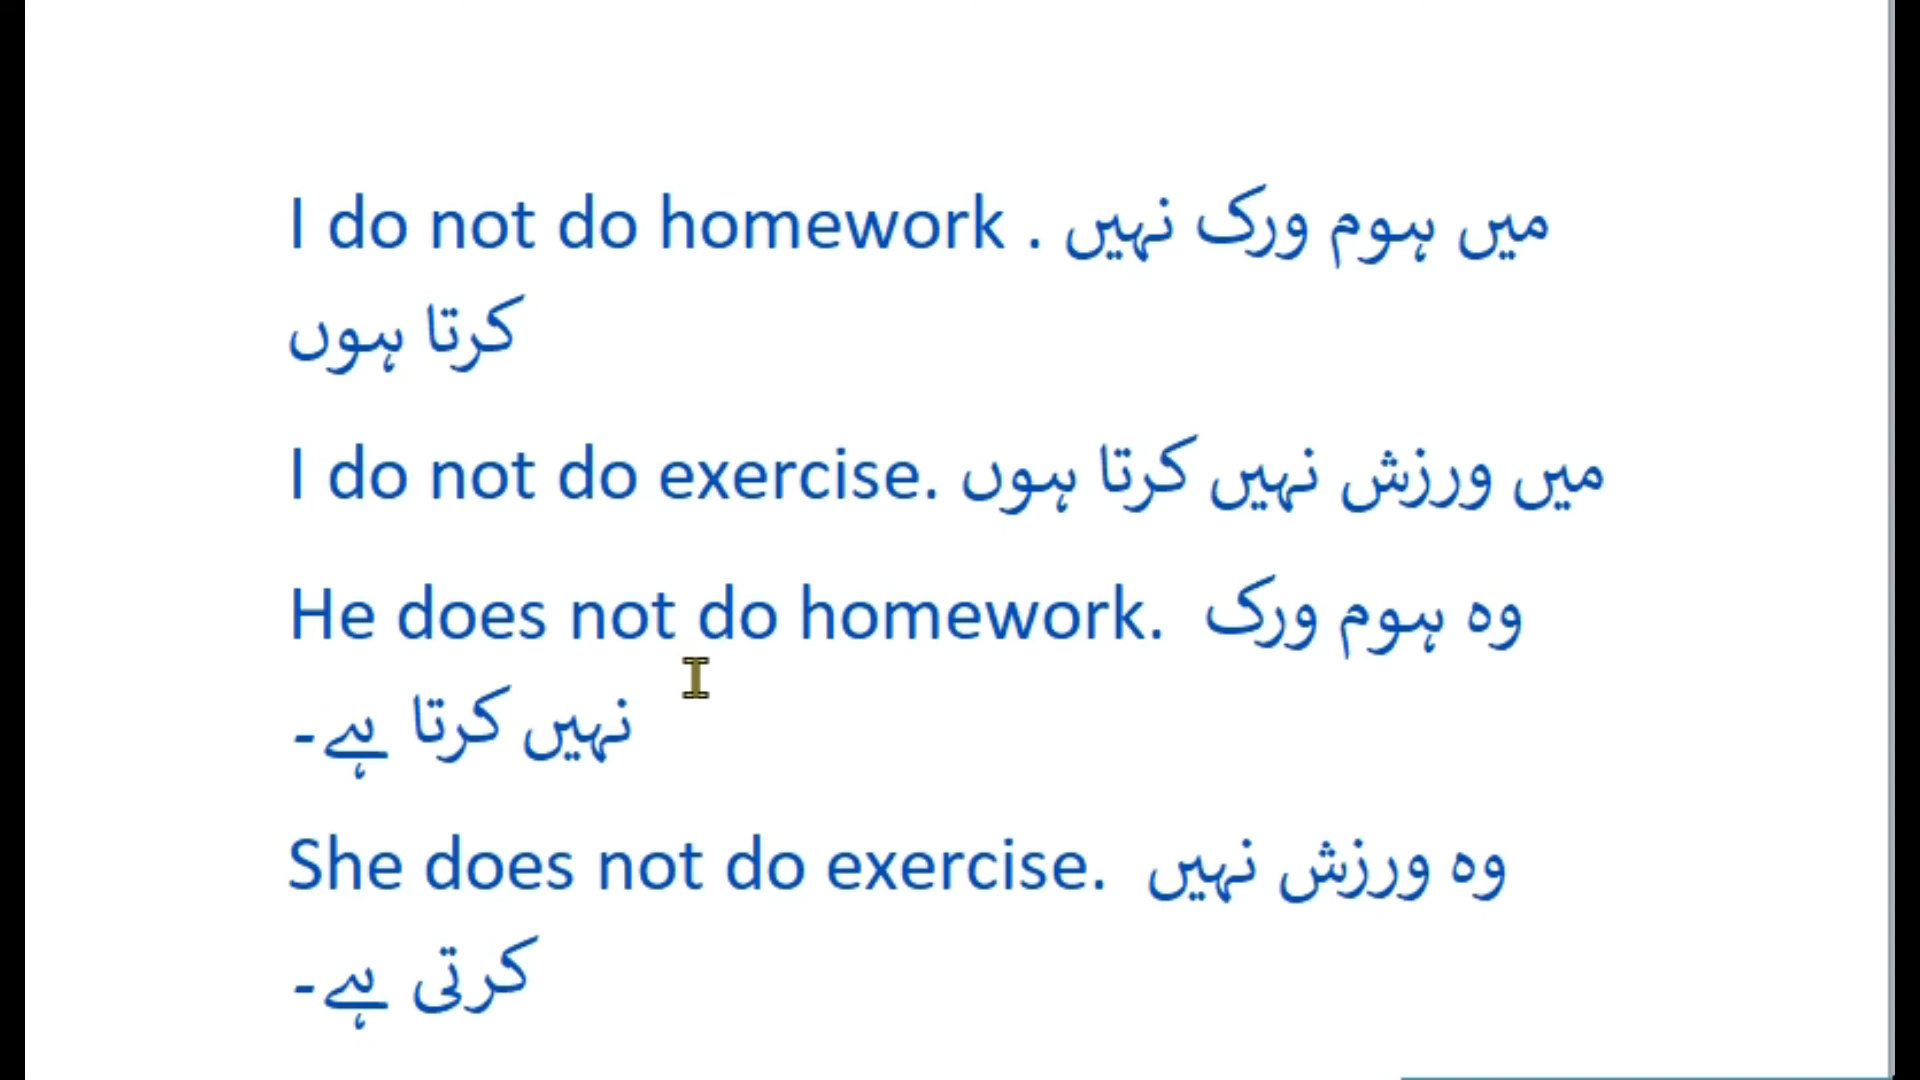 I do not do homework . میں ہوم ورک نہیں
کرتا ہوں
I do not do exercise. میں ورزش نہیں کرتا ہوں
He does not do homework. وہ ہوم ورک
نہیں کرتا ہے۔
She does not do exercise. وہ ورزش نہیں
کرتی ہے۔